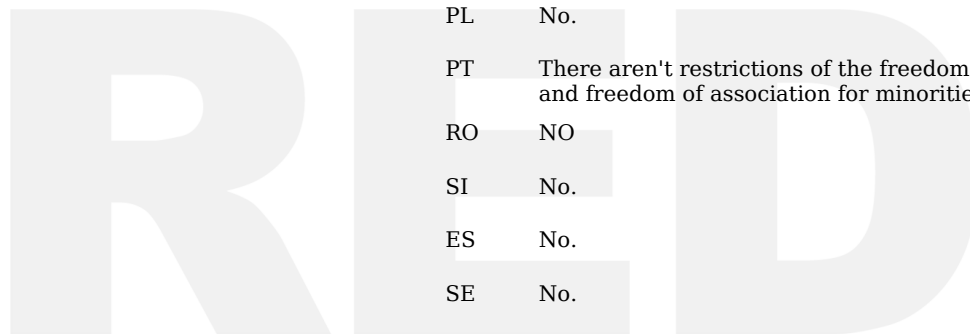 RED
PL No.
PT There aren't restrictions of the freedom
and freedom of association for
RO NO
SI No.
ES No.
SE No.